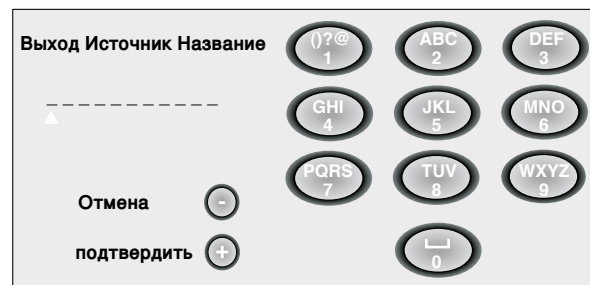 Выход Источник Название
()?@
1
ABC
2
DEF
3
GHI
4
JKL
5
MNO
6
PQRS
7
TUV
8
WXYZ
9
Отмена -
подтвердить +
0